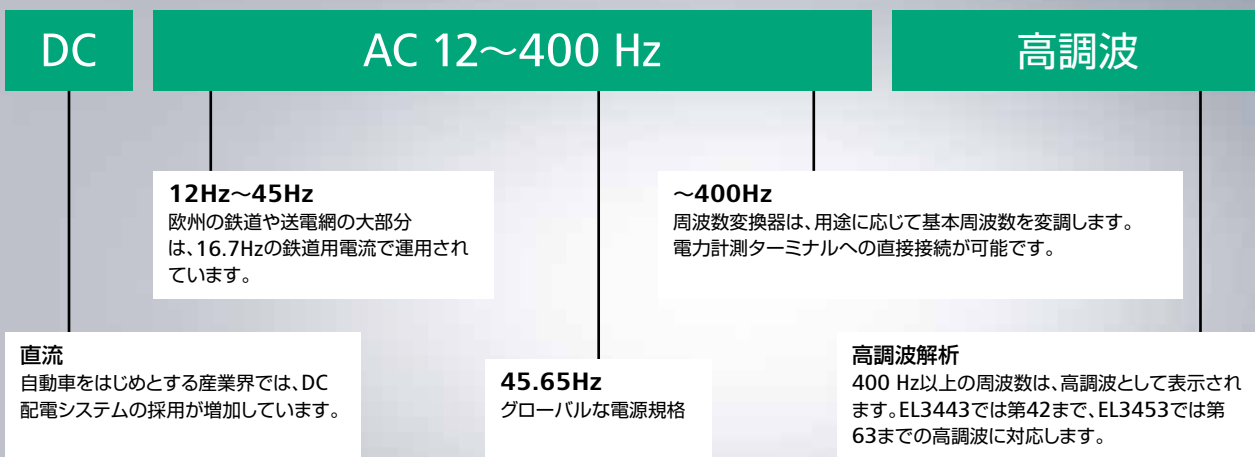 DC
AC 12～400 Hz
高調波
12Hz～45Hz
欧州の鉄道や送電網の大部分
は、16.7Hzの鉄道用電流で運用され
ています。
～400Hz
周波数変換器は、用途に応じて基本周波数を変調します。
電力計測ターミナルへの直接接続が可能です。
直流
自動車をはじめとする産業界では、DC
配電システムの採用が増加しています。
45.65Hz
グローバルな電源規格
高調波解析
400 Hz以上の周波数は、高調波として表示され
ます。EL3443では第42まで、EL3453では第
63までの高調波に対応します。